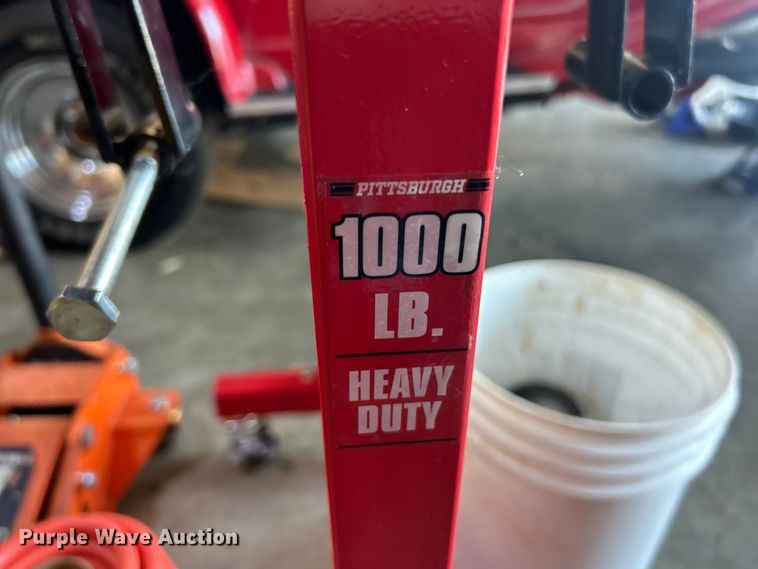 PITTSBURGH
1000
LB.
HEAVY
DUTY
Purple Wave Auction